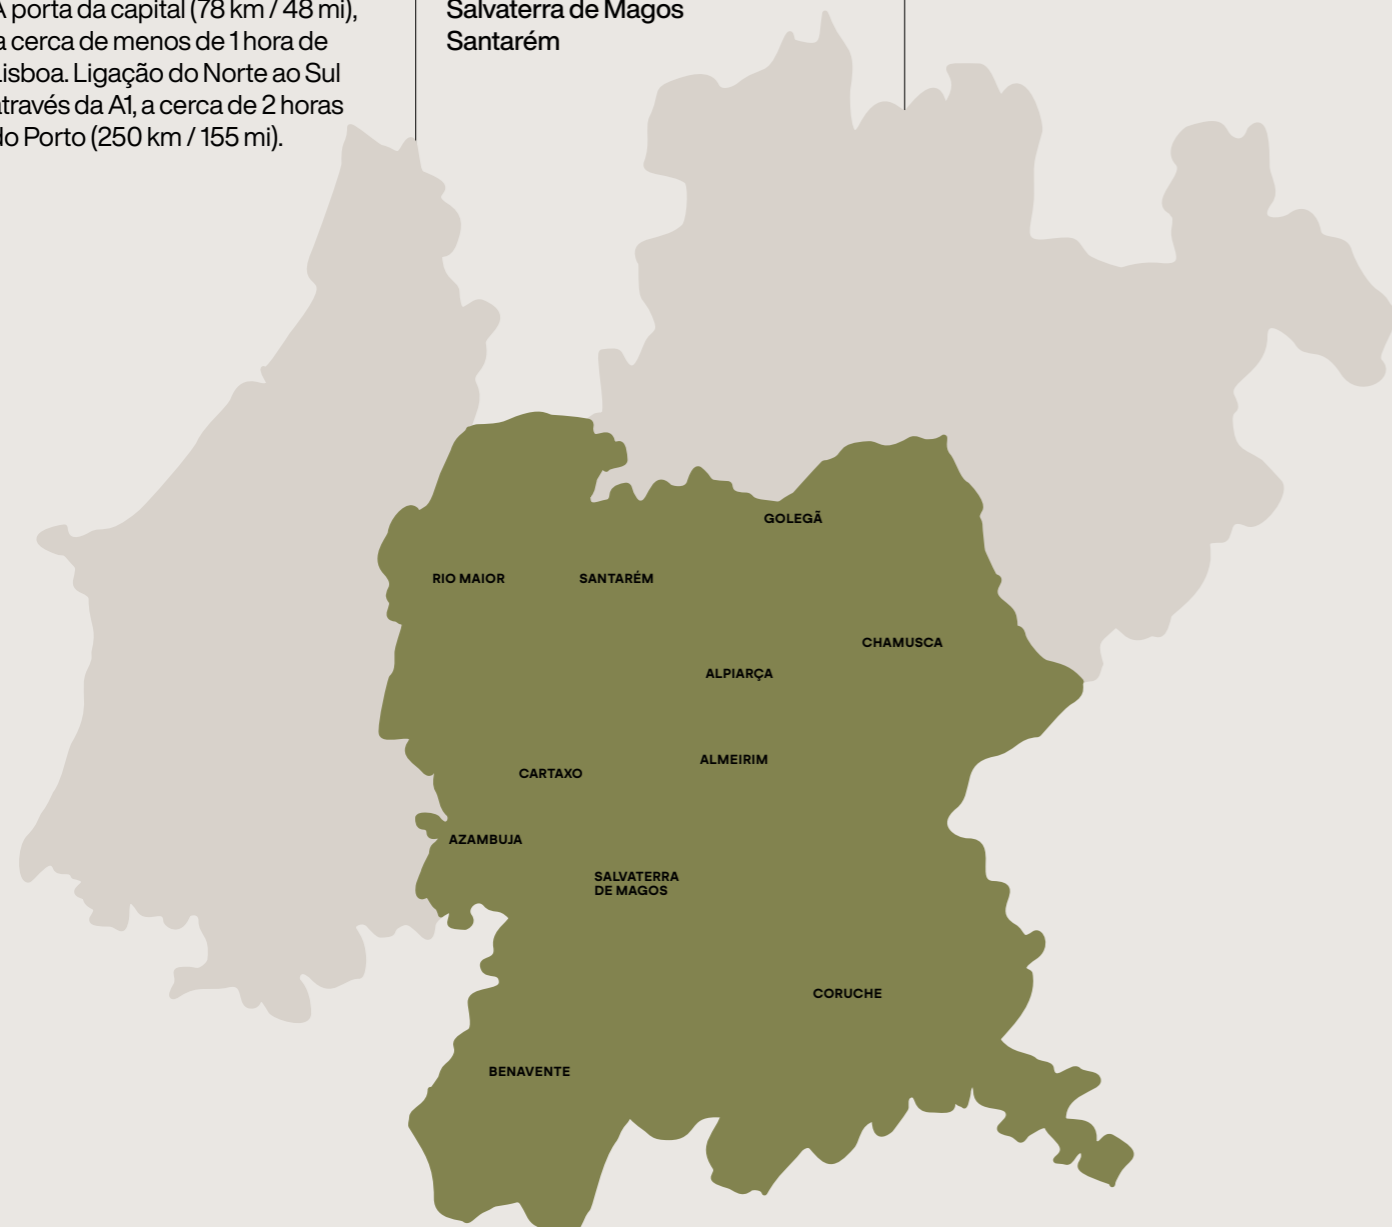 À porta da capital (78 km / 48 mi),
a cerca de menos de 1 hora de
Lisboa. Ligação do Norte ao Sul
através da A1, a cerca de 2 horas
do Porto (250 km / 155 mi).
Salvaterra de Magos
Santarém
GOLEGÃ
RIO MAIOR
SANTARÉM
CHAMUSCA
ALPIARÇA
ALMEIRIM
CARTAXO
AZAMBUJA
SALVATERRA
DE MAGOS
CORUCHE
BENAVENTE